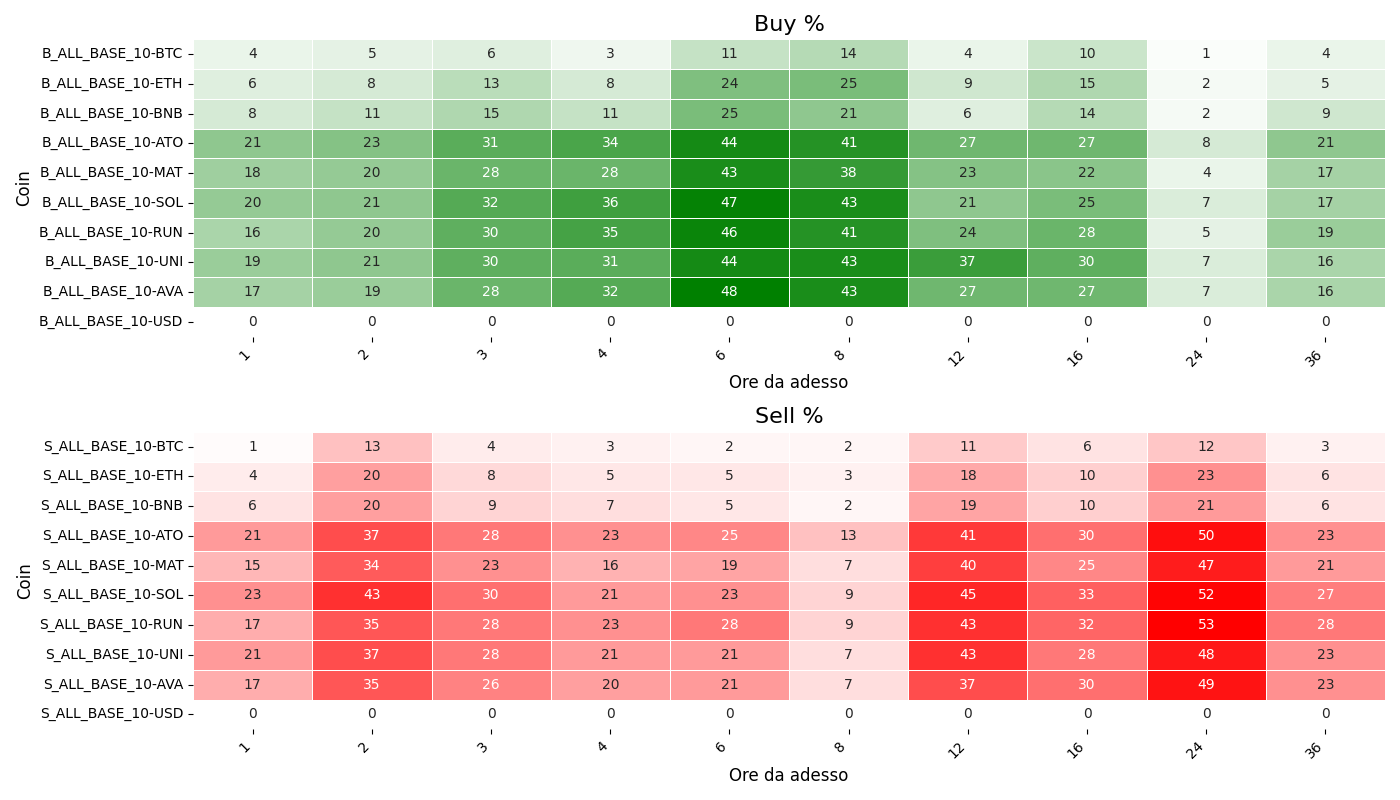 Buy %
Coin
B_ALL_BASE_10-BTC 4 5 6 3 11 14 4 10 1 4
B_ALL_BASE_10-ETH 6 8 13 8 24 25 9 15 2 5
B_ALL_BASE_10-BNB 8 11 15 11 25 21 6 14 2 9
B_ALL_BASE_10-ATO 21 23 31 34 44 41 27 27 8 21
B_ALL_BASE_10-MAT 18 20 28 28 43 38 23 22 4 17
B_ALL_BASE_10-SOL 20 21 32 36 47 43 21 25 7 17
B_ALL_BASE_10-RUN 16 20 30 35 46 41 24 28 5 19
B_ALL_BASE_10-UNI 19 21 30 31 44 43 37 30 7 16
B_ALL_BASE_10-AVA 17 19 28 32 48 43 27 27 7 16
B_ALL_BASE_10-USD 0 0 0 0 0 0 0 0 0 0
1 2 3 4 6 8 12 16 24 36
Ore da adesso
Sell %
Coin
S_ALL_BASE_10-BTC 1 13 4 3 2 2 11 6 12 3
S_ALL_BASE_10-ETH 4 20 8 5 5 3 18 10 23 6
S_ALL_BASE_10-BNB 6 20 9 7 5 2 19 10 21 6
S_ALL_BASE_10-ATO 21 37 28 23 25 13 41 30 50 23
S_ALL_BASE_10-MAT 15 34 23 16 19 7 40 25 47 21
S_ALL_BASE_10-SOL 23 43 30 21 23 9 45 33 52 27
S_ALL_BASE_10-RUN 17 35 28 23 28 9 43 32 53 28
S_ALL_BASE_10-UNI 21 37 28 21 21 7 43 28 48 23
S_ALL_BASE_10-AVA 17 35 26 20 21 7 37 30 49 23
S_ALL_BASE_10-USD 0 0 0 0 0 0 0 0 0 0
1 2 3 4 6 8 12 16 24 36
Ore da adesso